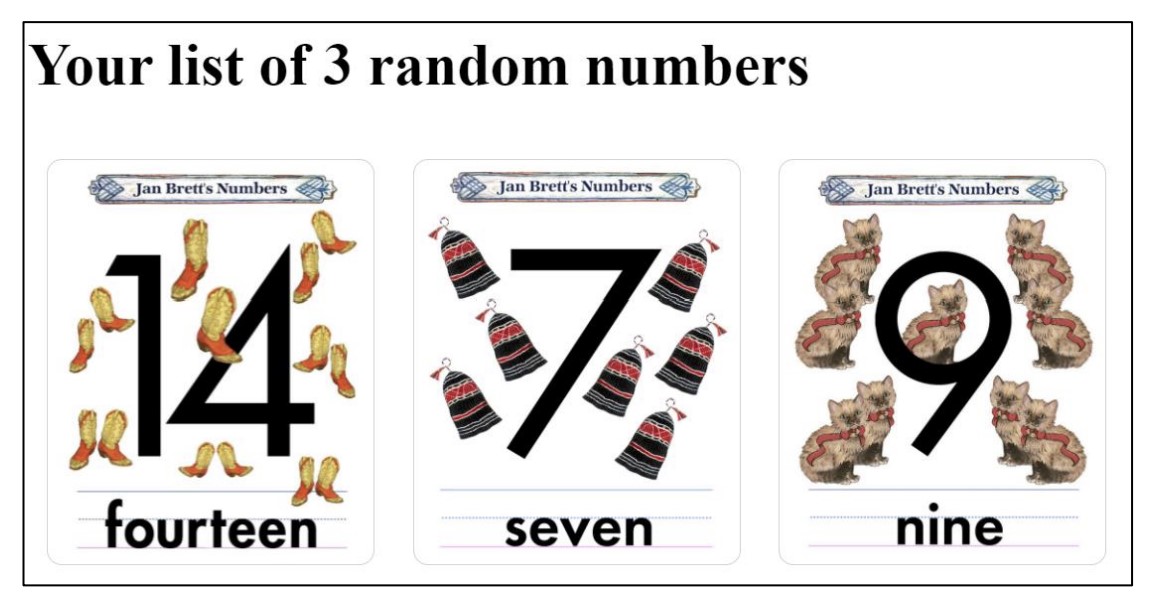 Your list of 3 random numbers
Jan Brett's Numbers
14
fourteen
Jan Brett's Numbers
7
seven
Jan Brett's Numbers
9
nine